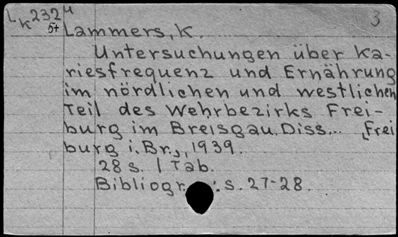 Lk232u 3
54 Lammers, K.
Untersuchungen über Ka-
riesfrequenz und Ernährung
im nördlichen und westlichen
Teil des Wehrbezirks Frei-
burg im Breisgau. Diss... Frei
burg i. Br., 1939.
28 s. 1 Tab.
Bibliogr.: s. 27-28.